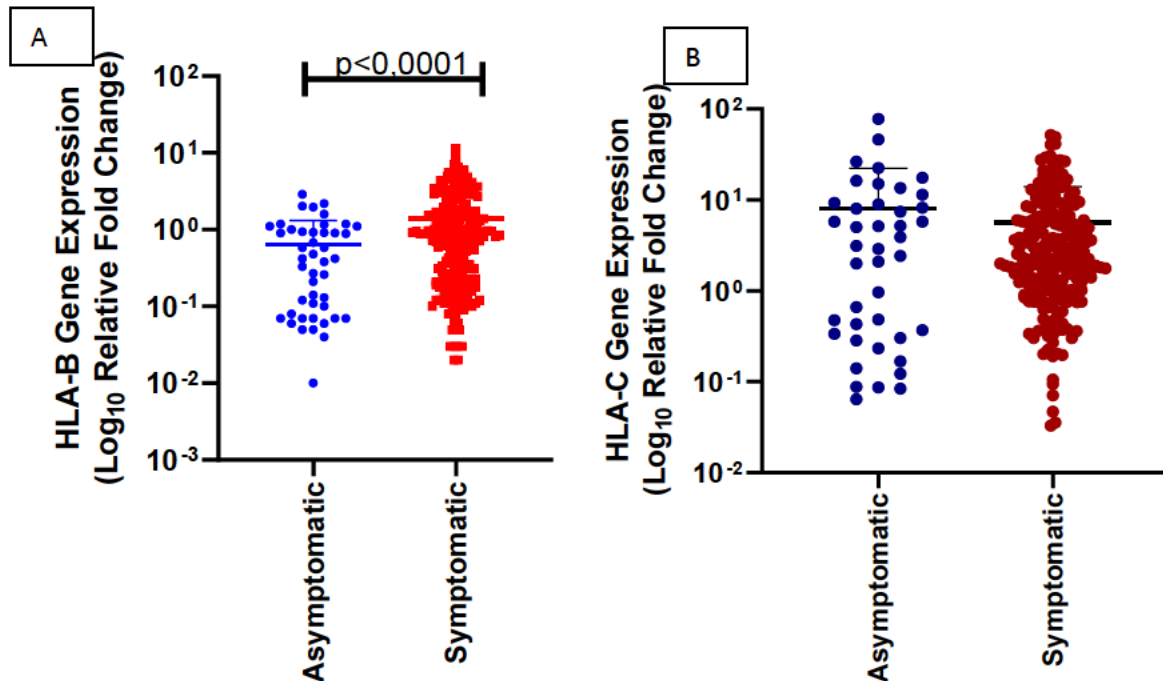 A
HLA-B Gene Expression
(Log₁₀ Relative Fold Change)
p<0,0001
10²
10¹
10⁰
10⁻¹
10⁻²
10⁻³
Asymptomatic
Symptomatic
B
HLA-C Gene Expression
(Log₁₀ Relative Fold Change)
10²
10¹
10⁰
10⁻¹
10⁻²
Asymptomatic
Symptomatic